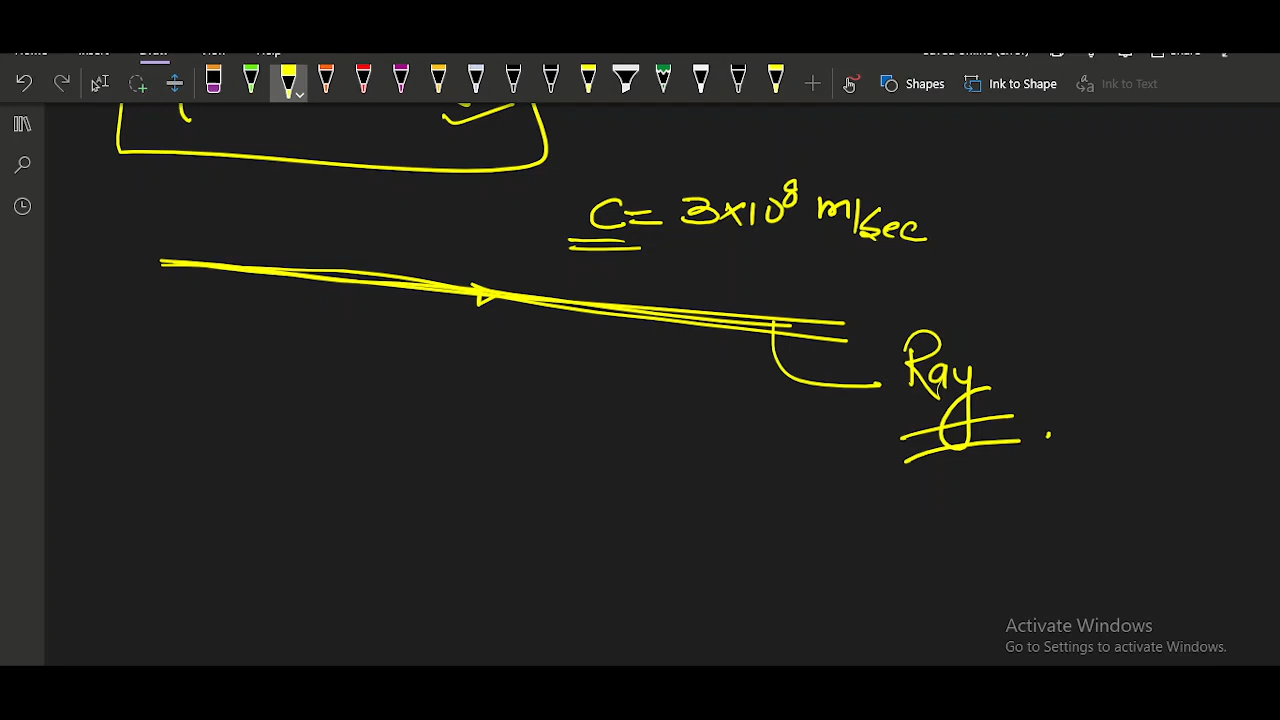 Shapes
Ink to Shape
Ink to Text
C = 3×10⁸ m/sec
Ray
Activate Windows
Go to Settings to activate Windows.